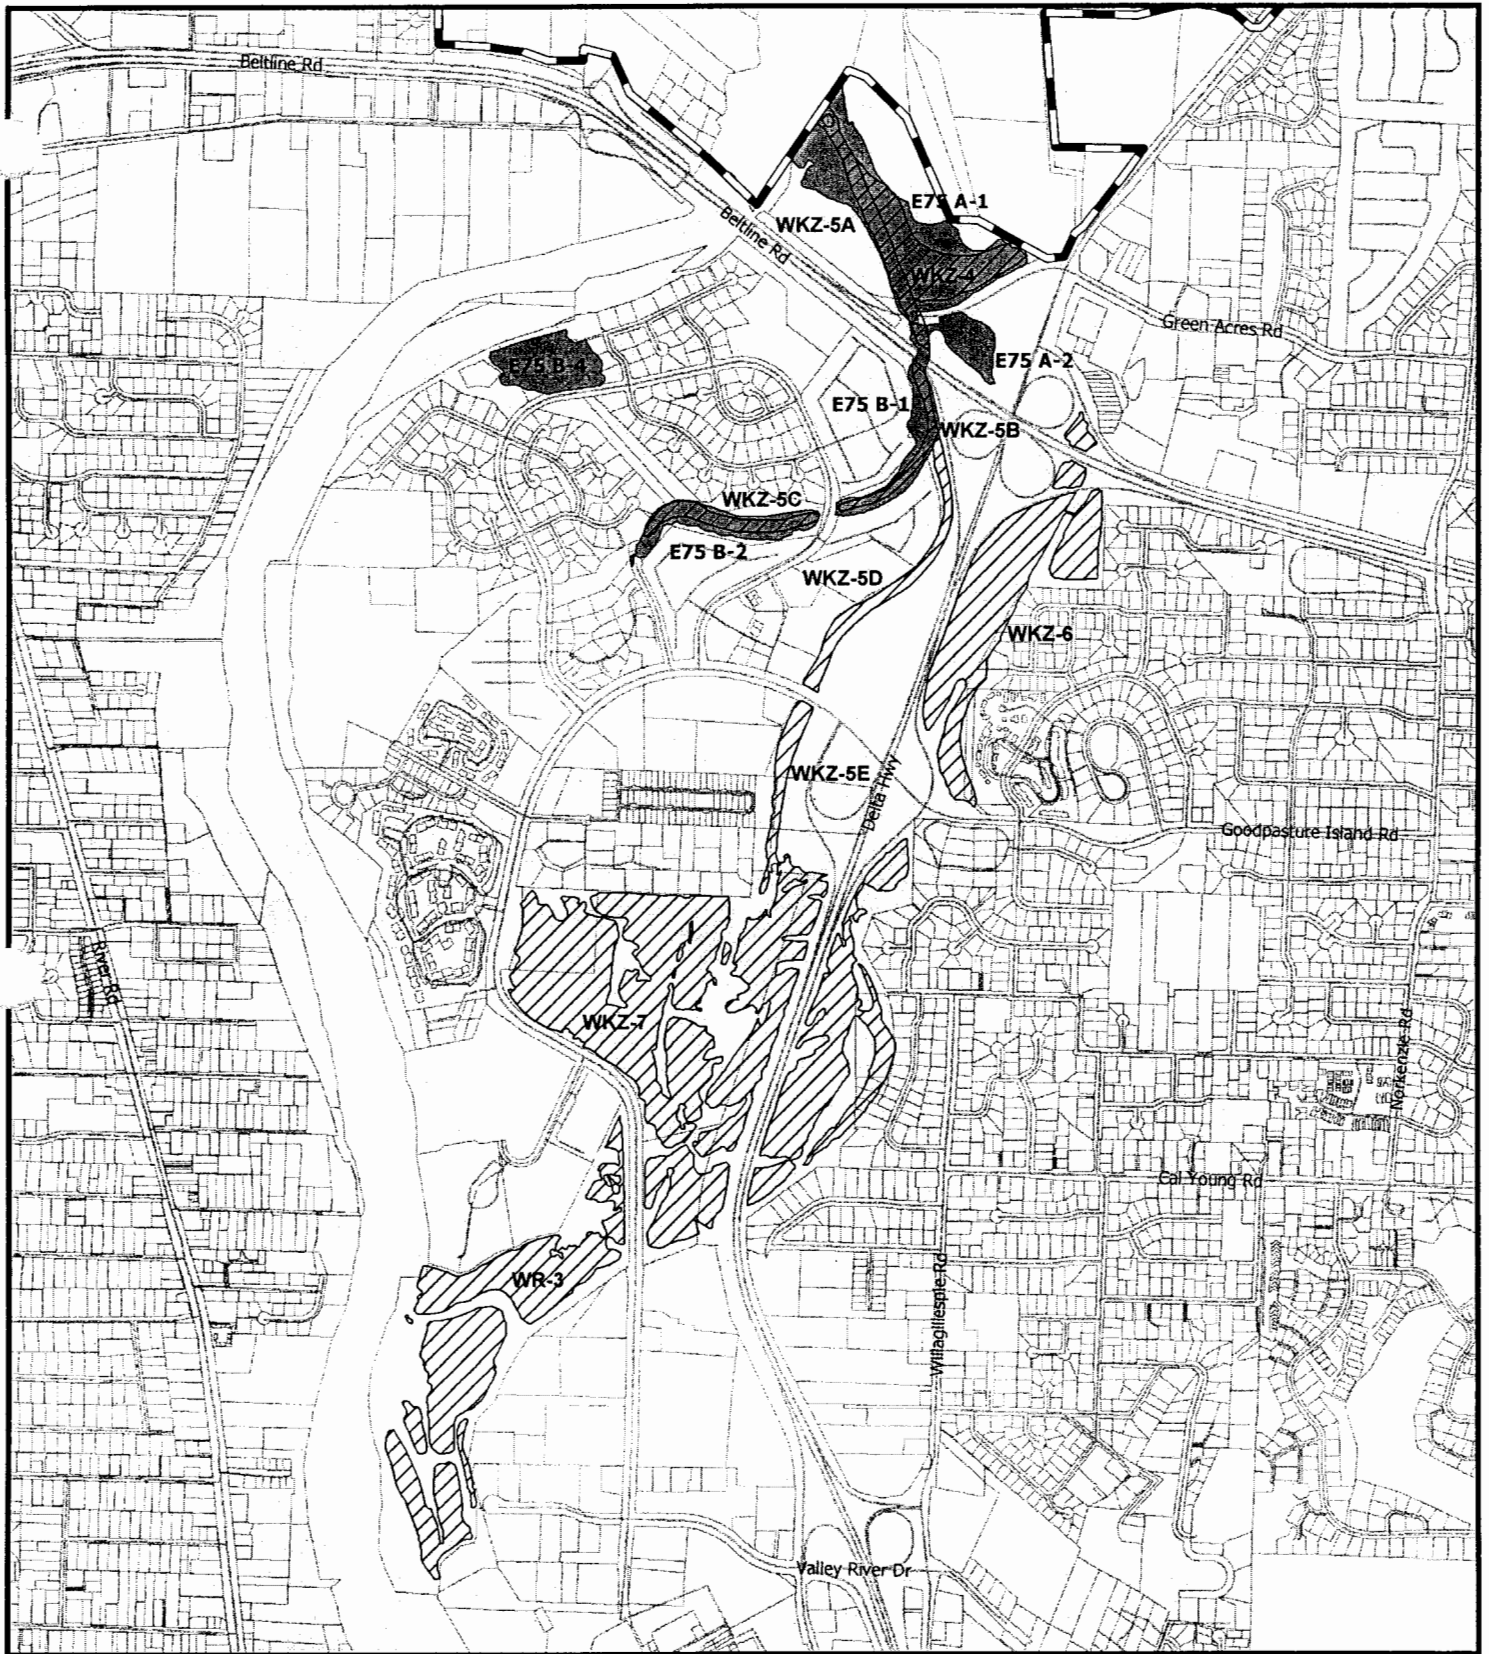 Beltline Rd
E75 A-1
WKZ-5A
Beltline Rd
WKZ-4
Green Acres Rd
E75 B-4
E75 A-2
E75 B-1
WKZ-5B
WKZ-5C
E75 B-2
WKZ-5D
WKZ-6
WKZ-5E
Delta Hwy
Goodpasture Island Rd
River Rd
WKZ-7
Norkenzie Rd
Cal Young Rd
WR-3
Willagillespie Rd
Valley River Dr